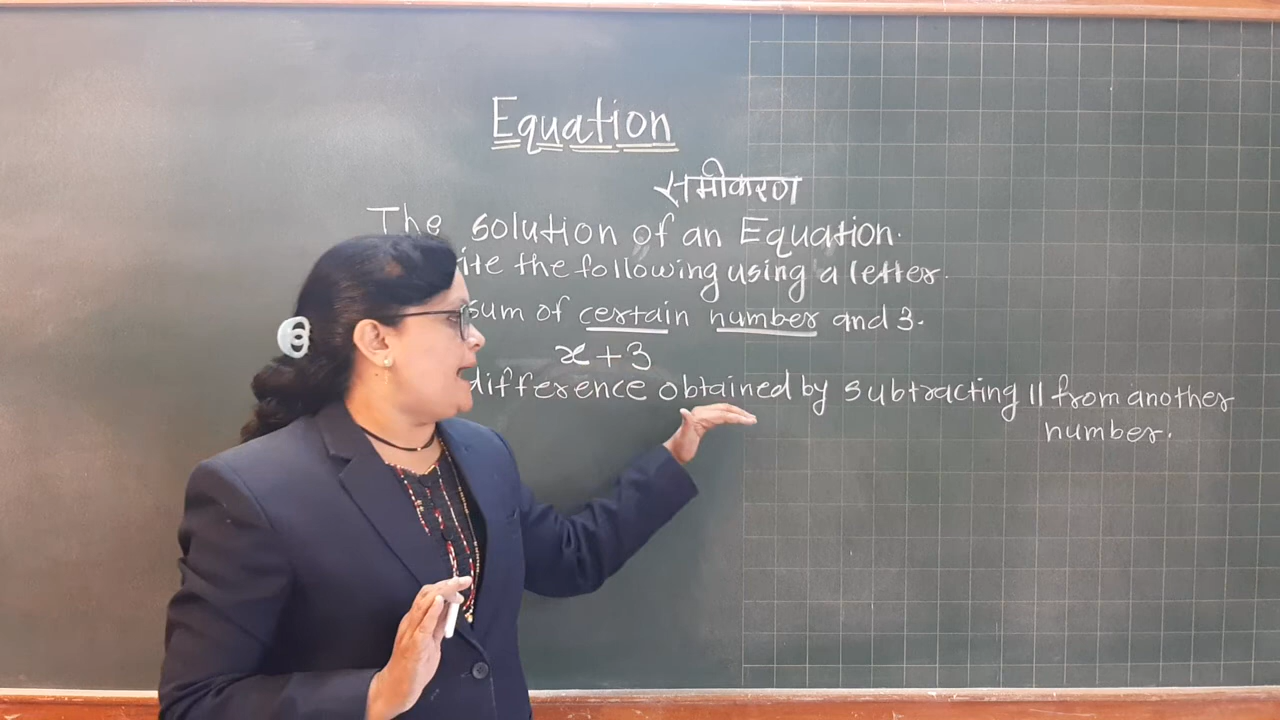 Equation
समीकरण
The solution of an Equation.
ite the following using a letter.
sum of certain number and 3.
x + 3
difference obtained by subtracting 11 from another
number.